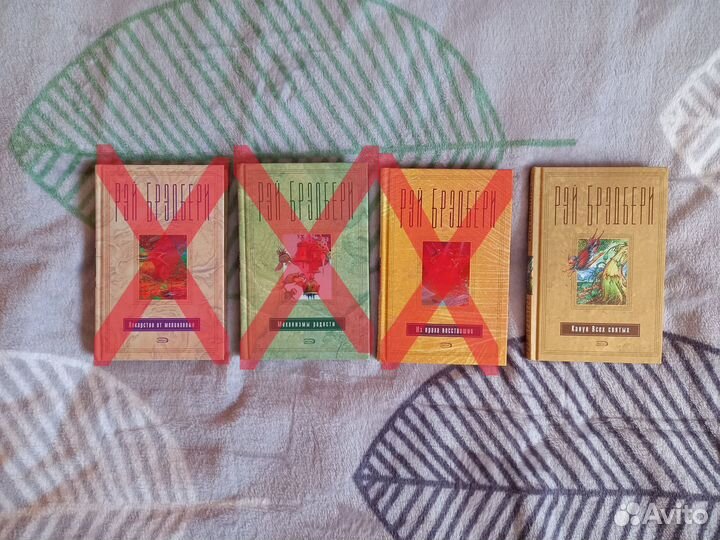 РЭЙ БРЭДБЕРИ
Лекарство от меланхолии
РЭЙ БРЭДБЕРИ
Механизмы радости
РЭЙ БРЭДБЕРИ
Из праха восставшие
РЭЙ БРЭДБЕРИ
Канун Всех святых
Avito